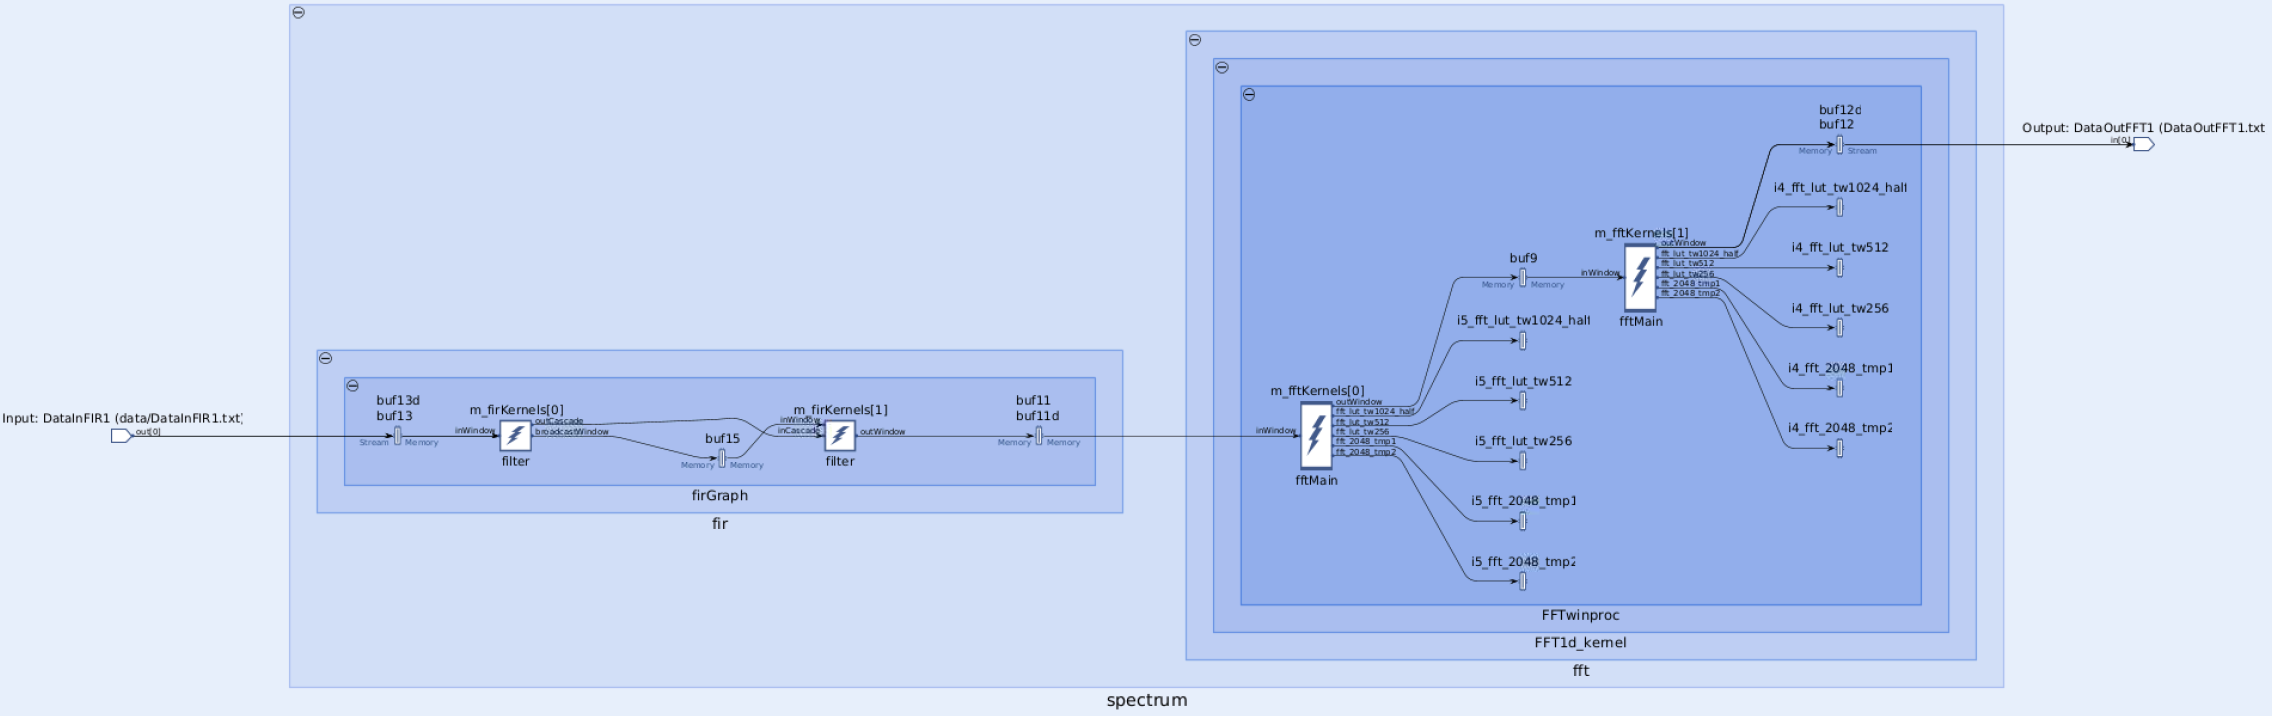 Input: DataInFIR1 (data/DataInFIR1.txt)
out[0]
buf13d
buf13
Stream
Memory
m_firKernels[0]
inWindow
outCascade
broadcastWindow
filter
buf15
Memory
Memory
m_firKernels[1]
inWindow
inCascade
outWindow
filter
buf11
buf11d
Memory
Memory
firGraph
fir
m_fftKernels[0]
inWindow
outWindow
fft_lut_tw1024_half
fft_lut_tw512
fft_lut_tw256
fft_2048_tmp1
fft_2048_tmp2
fftMain
buf9
Memory
Memory
i5_fft_lut_tw1024_half
i5_fft_lut_tw512
i5_fft_lut_tw256
i5_fft_2048_tmp1
i5_fft_2048_tmp2
m_fftKernels[1]
inWindow
outWindow
fft_lut_tw1024_half
fft_lut_tw512
fft_lut_tw256
fft_2048_tmp1
fft_2048_tmp2
fftMain
buf12d
buf12
Memory
Stream
i4_fft_lut_tw1024_half
i4_fft_lut_tw512
i4_fft_lut_tw256
i4_fft_2048_tmp1
i4_fft_2048_tmp2
FFTwinproc
FFT1d_kernel
fft
spectrum
Output: DataOutFFT1 (DataOutFFT1.txt
in[0]